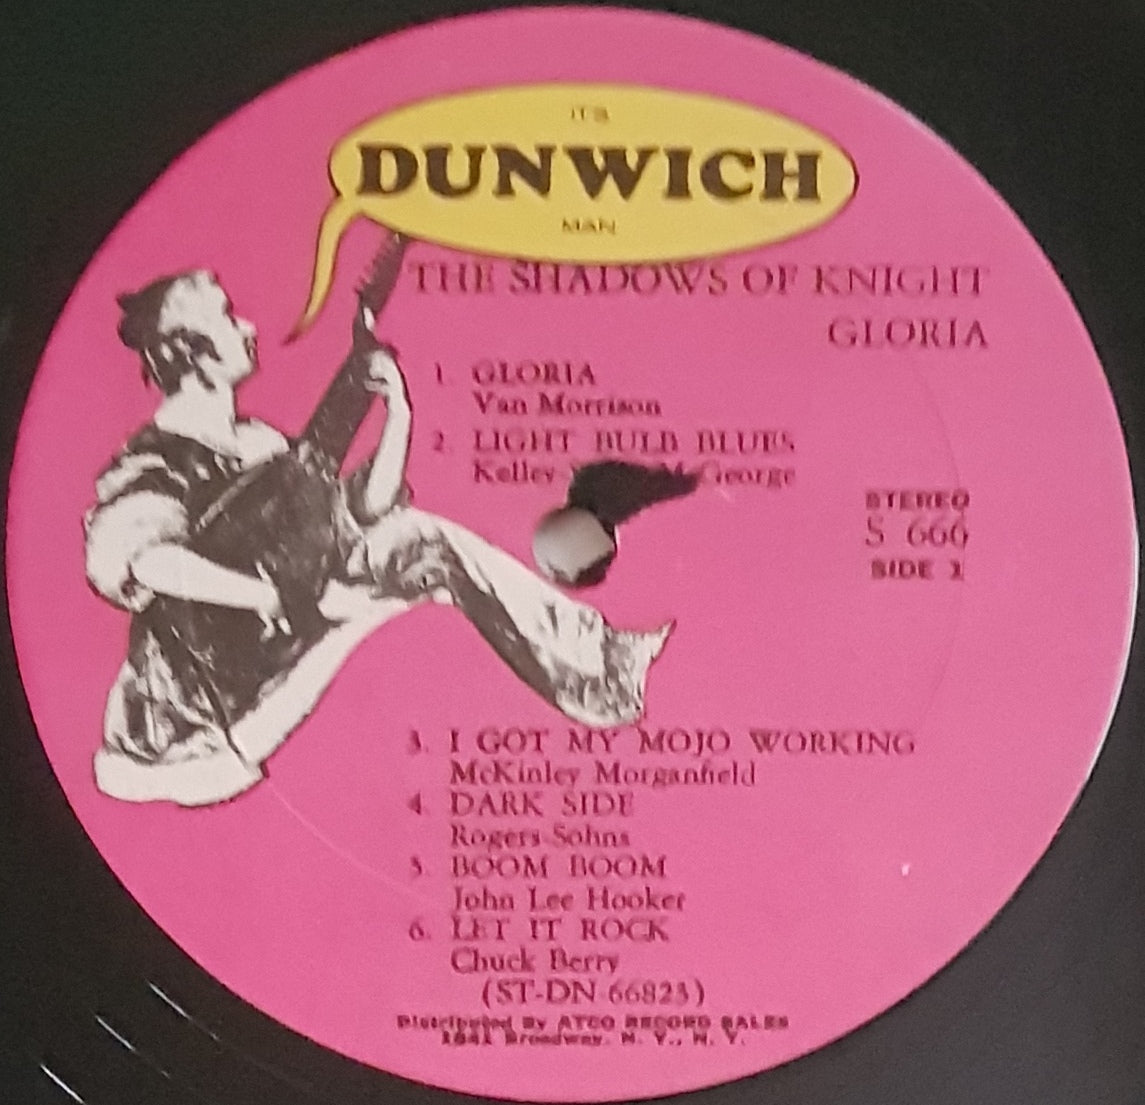 IT'S
DUNWICH
MAN
THE SHADOWS OF KNIGHT
GLORIA
1. GLORIA
Van Morrison
2. LIGHT BULB BLUES
Kelley George
STEREO
S 666
SIDE 1
3. I GOT MY MOJO WORKING
McKinley Morganfield
4. DARK SIDE
Rogers-Sohns
5. BOOM BOOM
John Lee Hooker
6. LET IT ROCK
Chuck Berry
(ST-DN-66823)
Distributed By ATCO RECORD SALES
1841 Broadway, N. Y., N. Y.